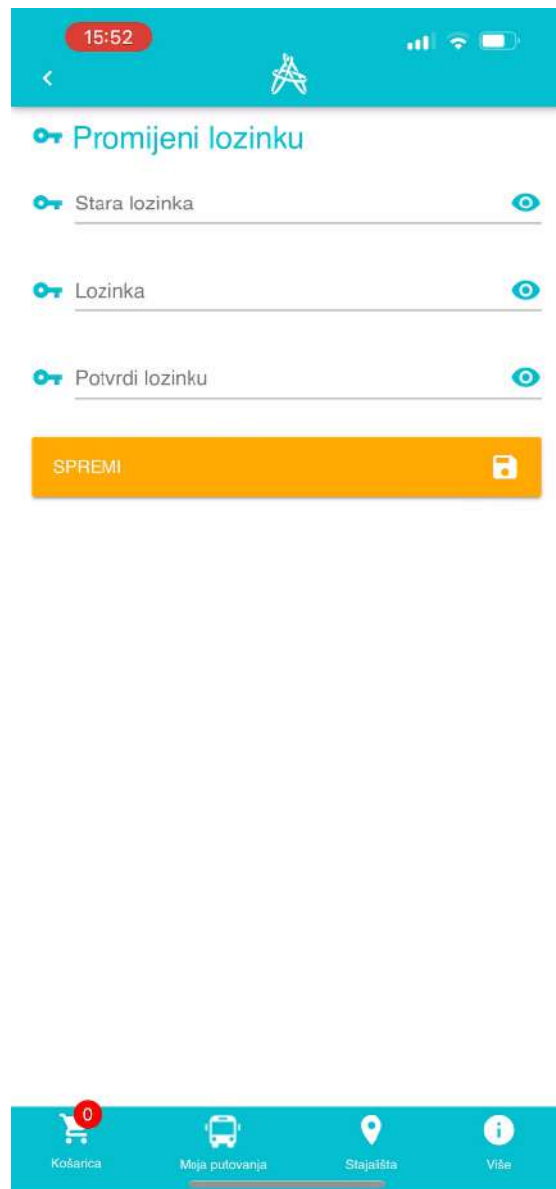 15:52
Promijeni lozinku
Stara lozinka
Lozinka
Potvrdi lozinku
SPREMI
0
Košarica
Moja putovanja
Stajališta
Više